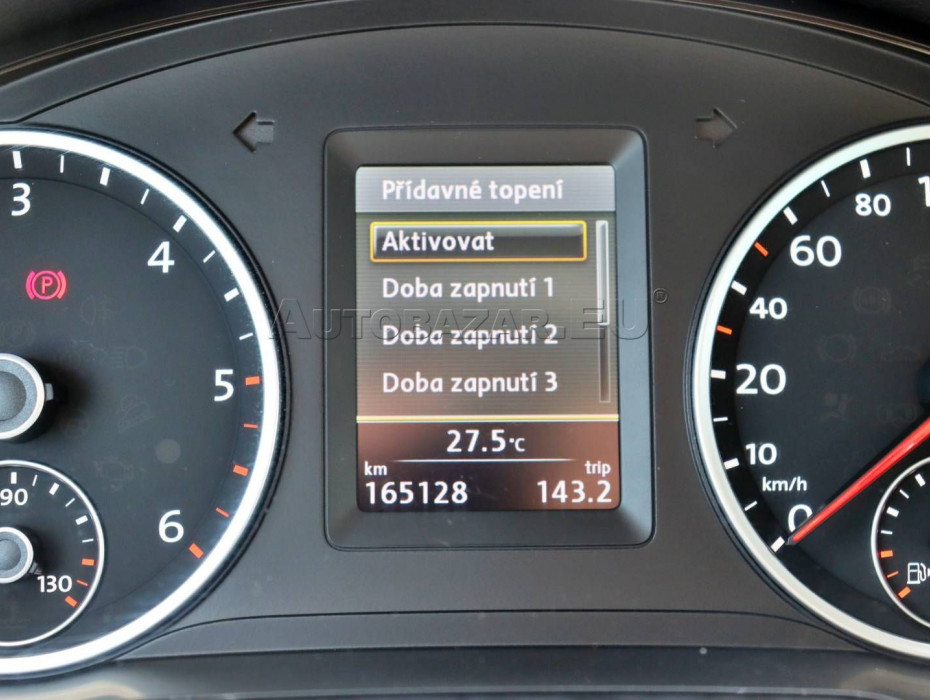 Přídavné topení
Aktivovat
Doba zapnutí 1
Doba zapnutí 2
Doba zapnutí 3
27.5°C
km trip
165128 143.2
AUTOBAZAR.EU®
3
4
5
6
(P)
90
130
80
60
40
20
10
km/h
0